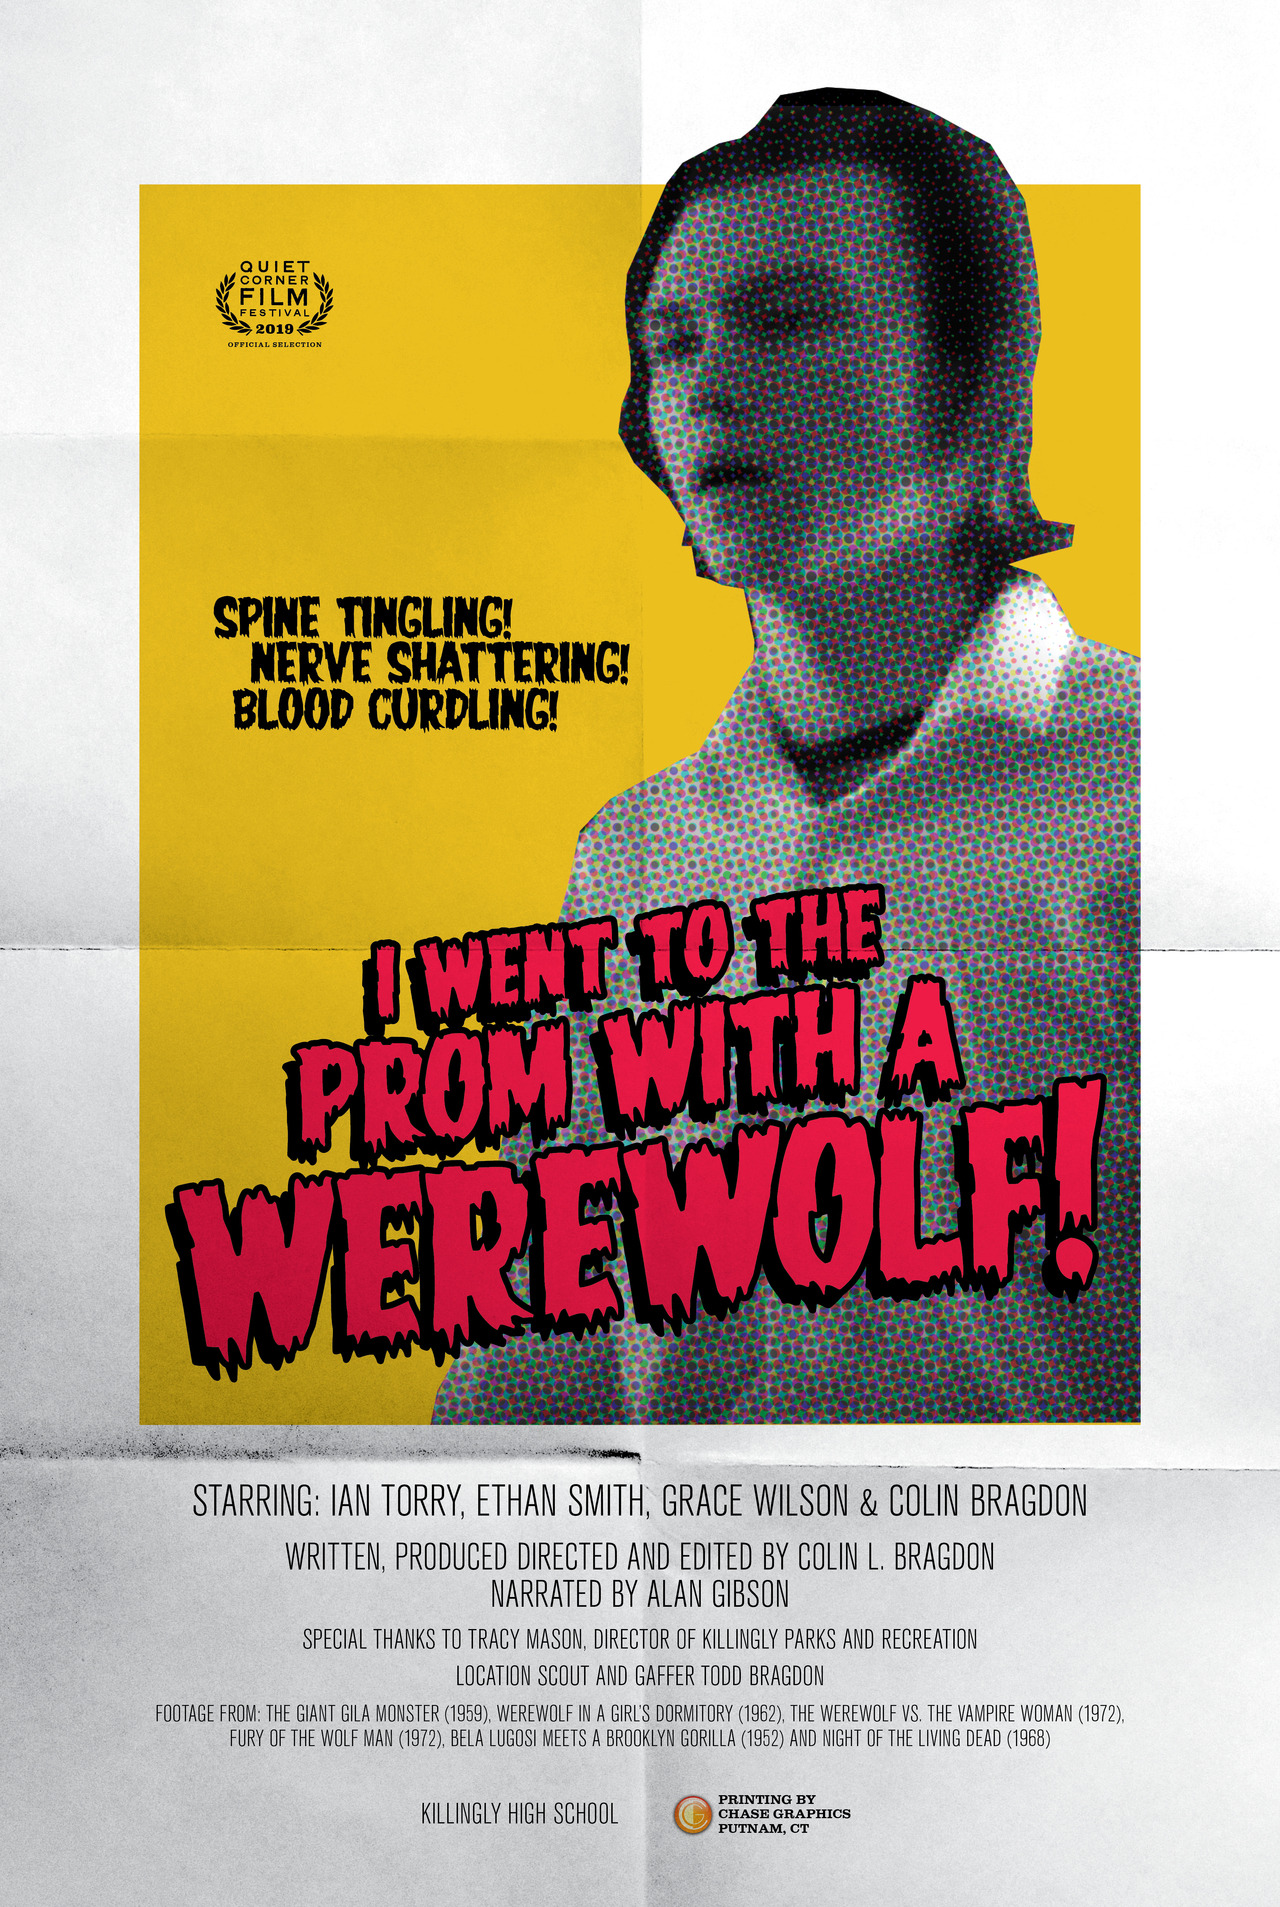 QUIET
CORNER
FILM
FESTIVAL
2019
OFFICIAL SELECTION
SPINE TINGLING!
NERVE SHATTERING!
BLOOD CURDLING!
I WENT TO THE
PROM WITH A
WEREWOLF!
STARRING: IAN TORRY, ETHAN SMITH, GRACE WILSON & COLIN BRAGDON
WRITTEN, PRODUCED DIRECTED AND EDITED BY COLIN L. BRAGDON
NARRATED BY ALAN GIBSON
SPECIAL THANKS TO TRACY MASON, DIRECTOR OF KILLINGLY PARKS AND RECREATION
LOCATION SCOUT AND GAFFER TODD BRAGDON
FOOTAGE FROM: THE GIANT GILA MONSTER (1959), WEREWOLF IN A GIRL'S DORMITORY (1962), THE WEREWOLF VS. THE VAMPIRE WOMAN (1972),
FURY OF THE WOLF MAN (1972), BELA LUGOSI MEETS A BROOKLYN GORILLA (1952) AND NIGHT OF THE LIVING DEAD (1968)
KILLINGLY HIGH SCHOOL
PRINTING BY
CHASE GRAPHICS
PUTNAM, CT